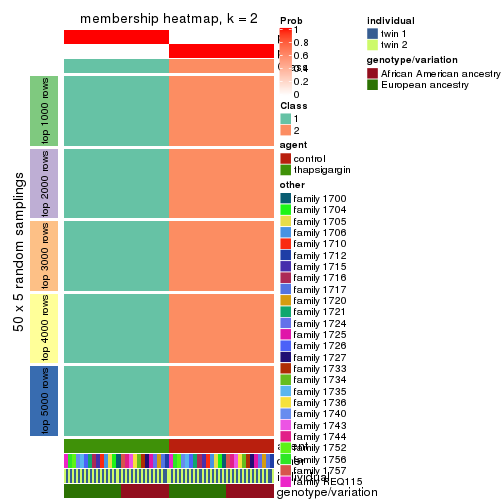 membership heatmap, k = 2
50 x 5 random samplings
top 1000 rows
top 2000 rows
top 3000 rows
top 4000 rows
top 5000 rows
Prob
1
0.8
0.6
0.4
0.2
0
Class
1
2
agent
control
thapsigargin
other
family 1700
family 1704
family 1705
family 1706
family 1710
family 1712
family 1715
family 1716
family 1717
family 1720
family 1721
family 1724
family 1725
family 1726
family 1727
family 1733
family 1734
family 1735
family 1736
family 1740
family 1743
family 1744
family 1752
family 1756
family 1757
family REQ115
individual
twin 1
twin 2
genotype/variation
African American ancestry
European ancestry
genotype/variation